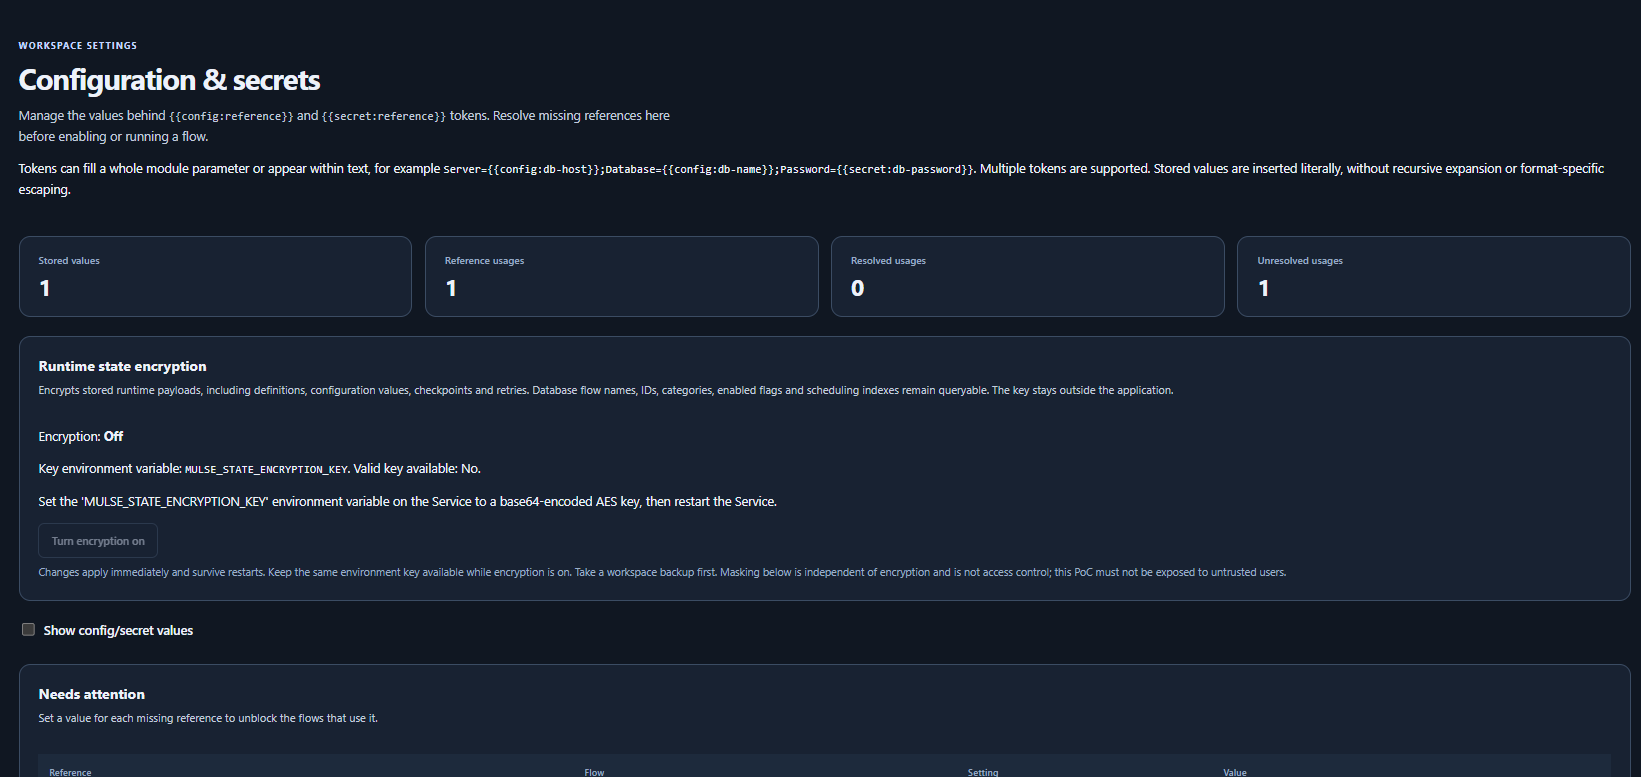 WORKSPACE SETTINGS
Configuration & secrets
Manage the values behind {{config:reference}} and {{secret:reference}} tokens. Resolve missing references here
before enabling or running a flow.
Tokens can fill a whole module parameter or appear within text, for example Server={{config:db-host}};Database={{config:db-name}};Password={{secret:db-password}}. Multiple tokens are supported. Stored values are inserted literally, without recursive expansion or format-specific
escaping.
Stored values
1
Reference usages
1
Resolved usages
0
Unresolved usages
1
Runtime state encryption
Encrypts stored runtime payloads, including definitions, configuration values, checkpoints and retries. Database flow names, IDs, categories, enabled flags and scheduling indexes remain queryable. The key stays outside the application.
Encryption: Off
Key environment variable: MULSE_STATE_ENCRYPTION_KEY. Valid key available: No.
Set the 'MULSE_STATE_ENCRYPTION_KEY' environment variable on the Service to a base64-encoded AES key, then restart the Service.
Turn encryption on
Changes apply immediately and survive restarts. Keep the same environment key available while encryption is on. Take a workspace backup first. Masking below is independent of encryption and is not access control; this PoC must not be exposed to untrusted users.
Show config/secret values
Needs attention
Set a value for each missing reference to unblock the flows that use it.
Reference Flow Setting Value